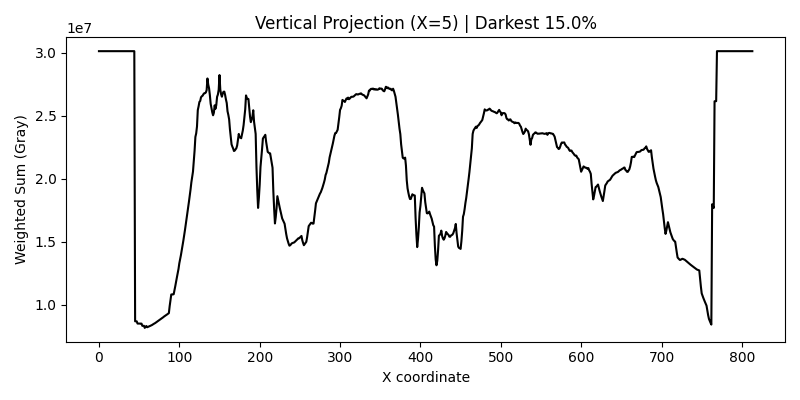 Vertical Projection (X=5) | Darkest 15.0%
1e7
3.0
2.5
2.0
1.5
1.0
Weighted Sum (Gray)
0 100 200 300 400 500 600 700 800
X coordinate